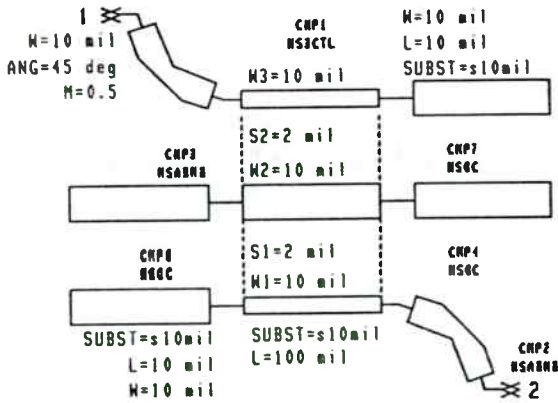 1
W=10 mil
ANG=45 deg
M=0.5
CMP1
MS3CTL
W3=10 mil
W=10 mil
L=10 mil
SUBST=s10mil
S2=2 mil
W2=10 mil
CMP3
MSABND
CMP7
MSOC
S1=2 mil
W1=10 mil
CMP4
MSOC
SUBST=s10mil
L=10 mil
W=10 mil
SUBST=s10mil
L=100 mil
CMP2
MSABND
2